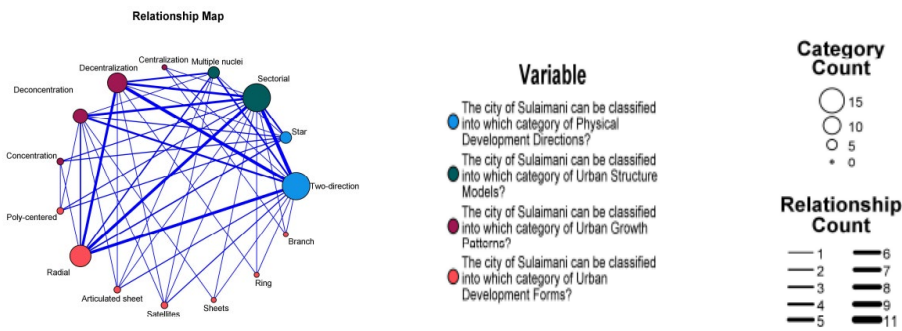 Relationship Map
Centralization
Multiple nuclei
Decentralization
Sectorial
Deconcentration
Star
Concentration
Two-direction
Poly-centered
Branch
Radial
Ring
Articulated sheet
Sheets
Satellites
Variable
The city of Sulaimani can be classified
into which category of Physical
Development Directions?
The city of Sulaimani can be classified
into which category of Urban Structure
Models?
The city of Sulaimani can be classified
into which category of Urban Growth
Patterns?
The city of Sulaimani can be classified
into which category of Urban
Development Forms?
Category
Count
15
10
5
0
Relationship
Count
1
2
3
4
5
6
7
8
9
11